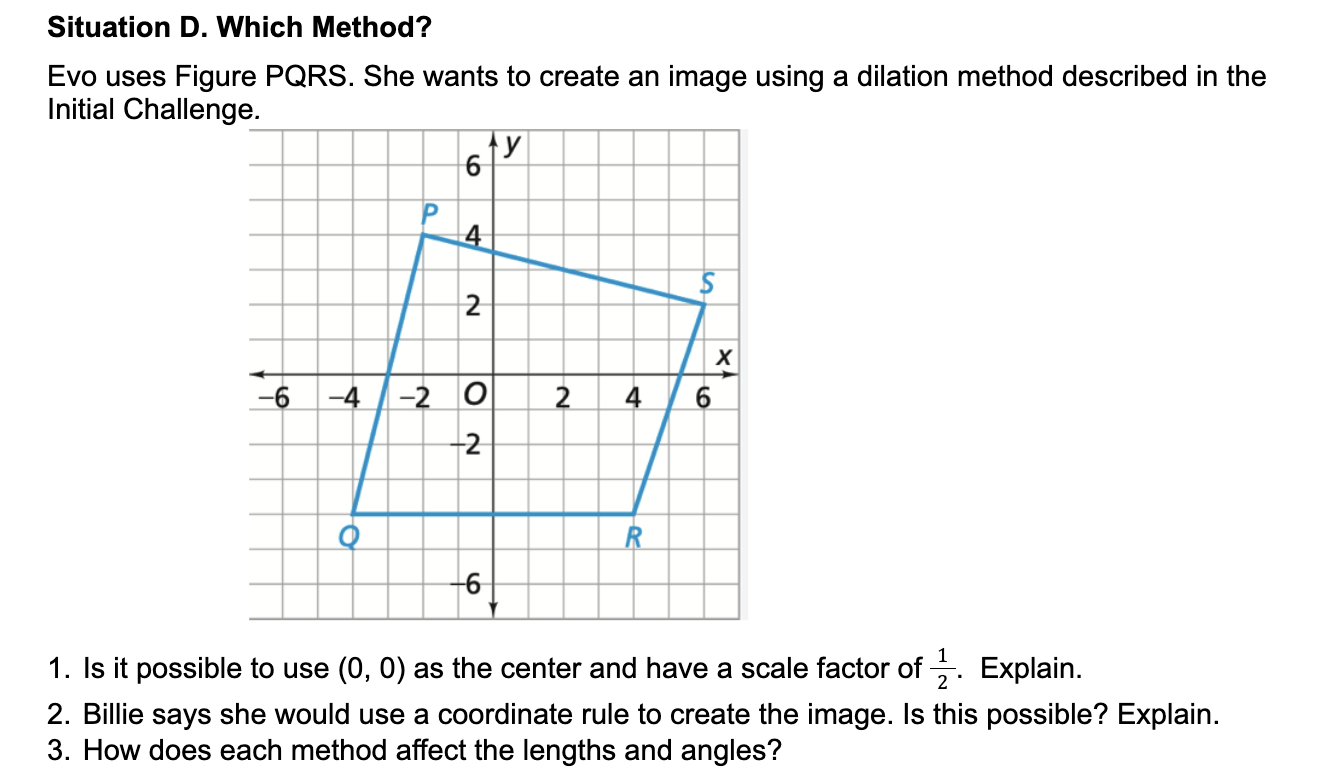 Situation D. Which Method?
Evo uses Figure PQRS. She wants to create an image using a dilation method described in the
Initial Challenge.
y
6
P
4
S
2
x
−6 −4 −2 O 2 4 6
−2
Q R
−6
1. Is it possible to use (0, 0) as the center and have a scale factor of 1/2. Explain.
2. Billie says she would use a coordinate rule to create the image. Is this possible? Explain.
3. How does each method affect the lengths and angles?